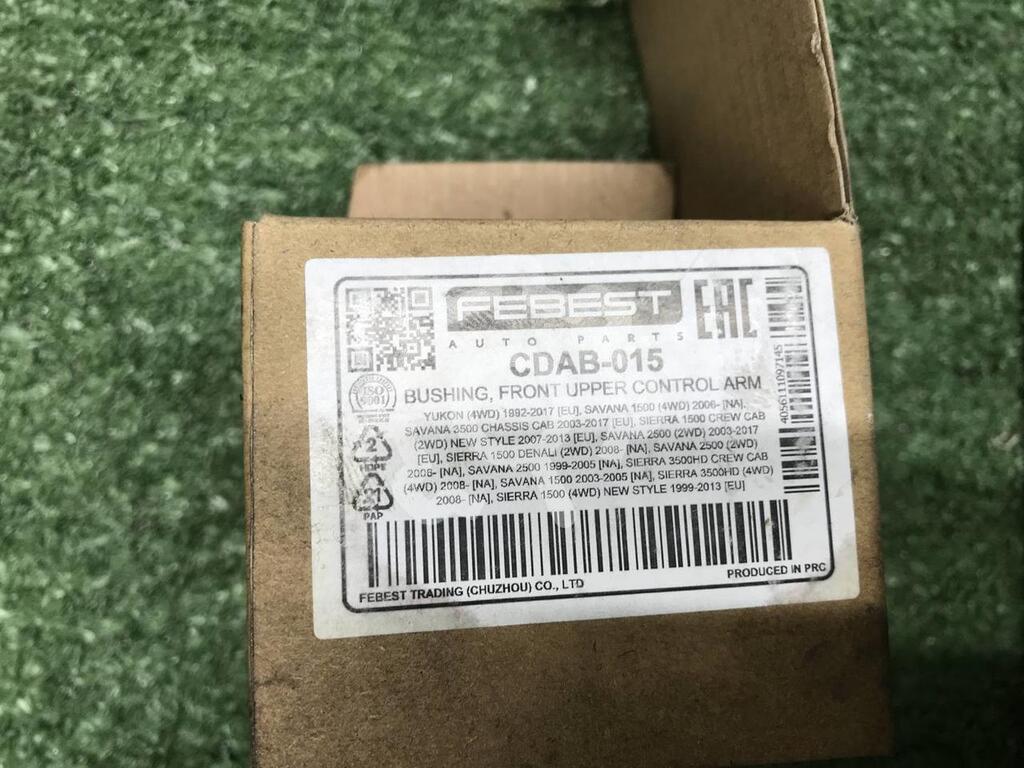 FEBEST
AUTO PARTS
EAC
CDAB-015
BUSHING, FRONT UPPER CONTROL ARM
ISO
9001
YUKON (4WD) 1992-2017 [EU], SAVANA 1500 (4WD) 2006- [NA],
SAVANA 3500 CHASSIS CAB 2003-2017 [EU], SIERRA 1500 CREW CAB
(2WD) NEW STYLE 2007-2013 [EU], SAVANA 2500 (2WD) 2003-2017
[EU], SIERRA 1500 DENALI (2WD) 2008- [NA], SAVANA 2500 (2WD)
2006- [NA], SAVANA 2500 1999-2005 [NA], SIERRA 3500HD CREW CAB
(4WD) 2008- [NA], SAVANA 1500 2003-2005 [NA], SIERRA 3500HD (4WD)
2008- [NA], SIERRA 1500 (4WD) NEW STYLE 1999-2013 [EU]
2
PAP
4056111097145
FEBEST TRADING (CHUZHOU) CO., LTD
PRODUCED IN PRC